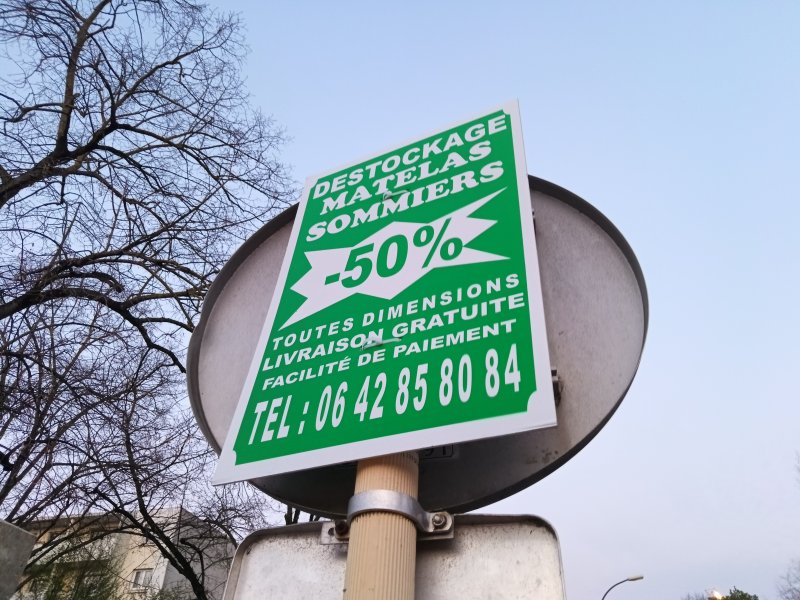 DESTOCKAGE
MATELAS
SOMMIERS
-50%
TOUTES DIMENSIONS
LIVRAISON GRATUITE
FACILITÉ DE PAIEMENT
TEL : 06 42 85 80 84